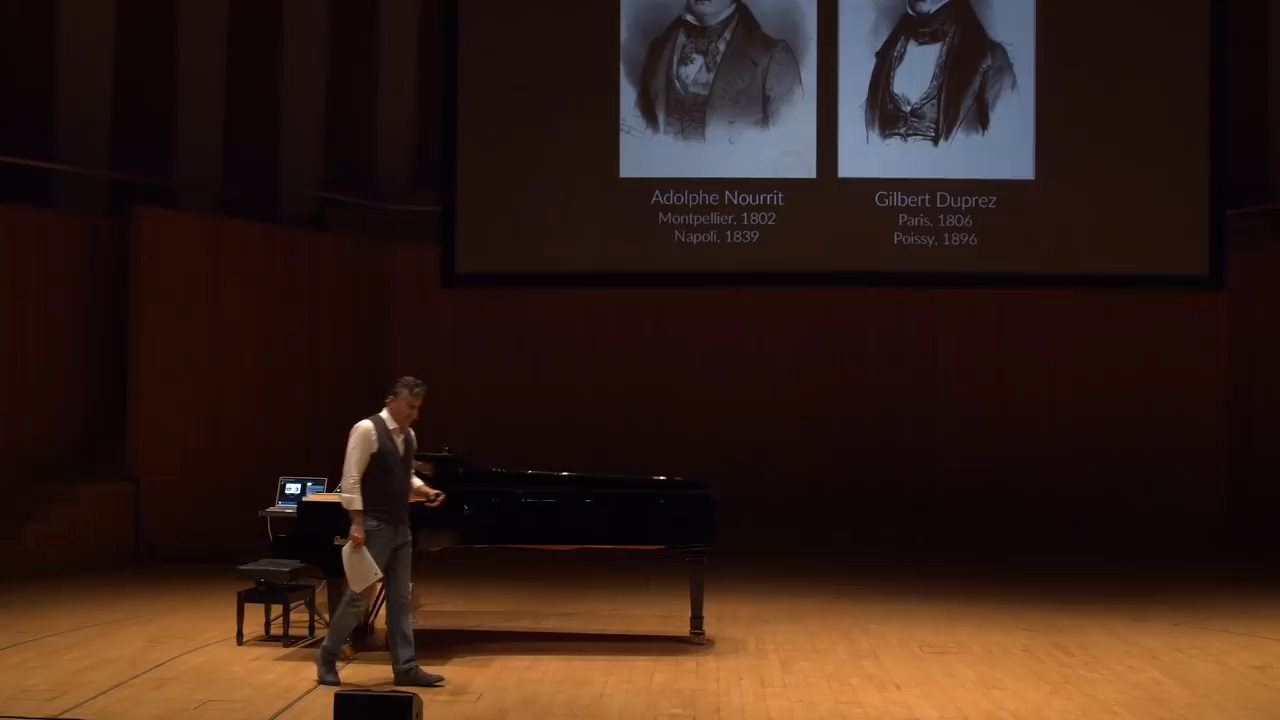 Adolphe Nourrit
Montpellier, 1802
Napoli, 1839
Gilbert Duprez
Paris, 1806
Poissy, 1896